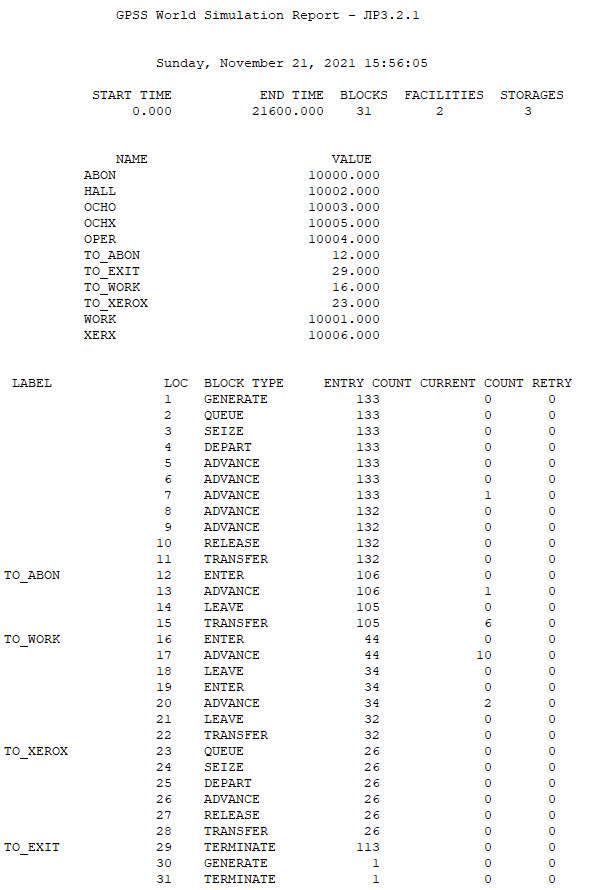 GPSS World Simulation Report - ЛР3.2.1
Sunday, November 21, 2021 15:56:05
START TIME END TIME BLOCKS FACILITIES STORAGES
0.000 21600.000 31 2 3
NAME VALUE
ABON 10000.000
HALL 10002.000
OCHO 10003.000
OCHX 10005.000
OPER 10004.000
TO_ABON 12.000
TO_EXIT 29.000
TO_WORK 16.000
TO_XEROX 23.000
WORK 10001.000
XERX 10006.000
LABEL LOC BLOCK TYPE ENTRY COUNT CURRENT COUNT RETRY
1 GENERATE 133 0 0
2 QUEUE 133 0 0
3 SEIZE 133 0 0
4 DEPART 133 0 0
5 ADVANCE 133 0 0
6 ADVANCE 133 0 0
7 ADVANCE 133 1 0
8 ADVANCE 132 0 0
9 ADVANCE 132 0 0
10 RELEASE 132 0 0
11 TRANSFER 132 0 0
TO_ABON 12 ENTER 106 0 0
13 ADVANCE 106 1 0
14 LEAVE 105 0 0
15 TRANSFER 105 6 0
TO_WORK 16 ENTER 44 0 0
17 ADVANCE 44 10 0
18 LEAVE 34 0 0
19 ENTER 34 0 0
20 ADVANCE 34 2 0
21 LEAVE 32 0 0
22 TRANSFER 32 0 0
TO_XEROX 23 QUEUE 26 0 0
24 SEIZE 26 0 0
25 DEPART 26 0 0
26 ADVANCE 26 0 0
27 RELEASE 26 0 0
28 TRANSFER 26 0 0
TO_EXIT 29 TERMINATE 113 0 0
30 GENERATE 1 0 0
31 TERMINATE 1 0 0